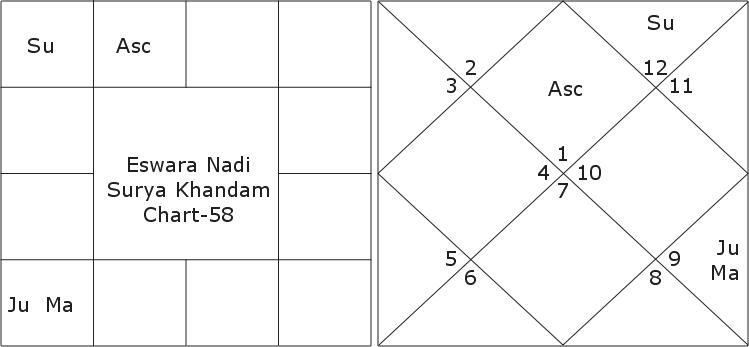 Su Asc
Eswara Nadi
Surya Khandam
Chart-58
Ju Ma
Su
2 12
3 11
Asc
1
4 10
7
5 9
6 8
Ju
Ma